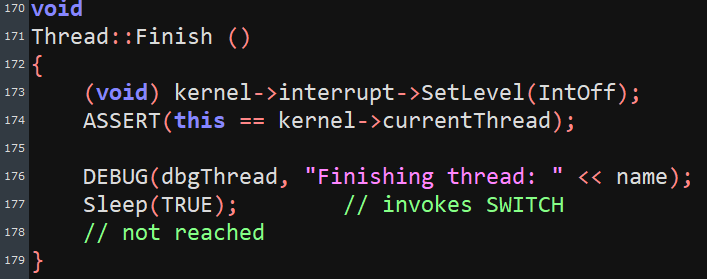 170 void
171 Thread::Finish ()
172 {
173     (void) kernel->interrupt->SetLevel(IntOff);
174     ASSERT(this == kernel->currentThread);
175
176     DEBUG(dbgThread, "Finishing thread: " << name);
177     Sleep(TRUE);        // invokes SWITCH
178     // not reached
179 }